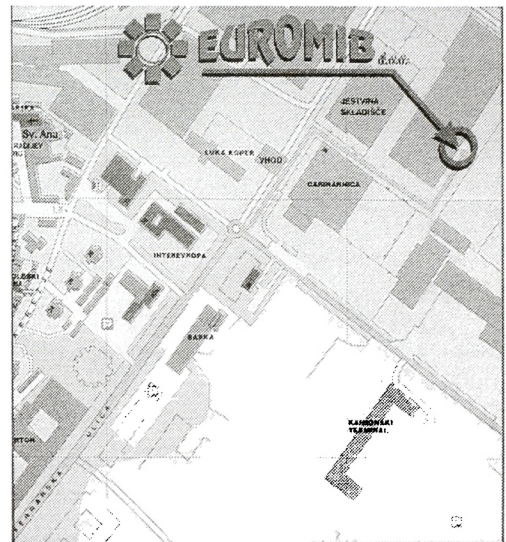 EUROMIB
d.o.o.
JESTVINA
SKLADIŠČE
Sv. Ana
LUKA KOPER
VHOD
CARINARNICA
INTEREVROPA
BANKA
KAMIONSKI
TERMINAL
ULICA